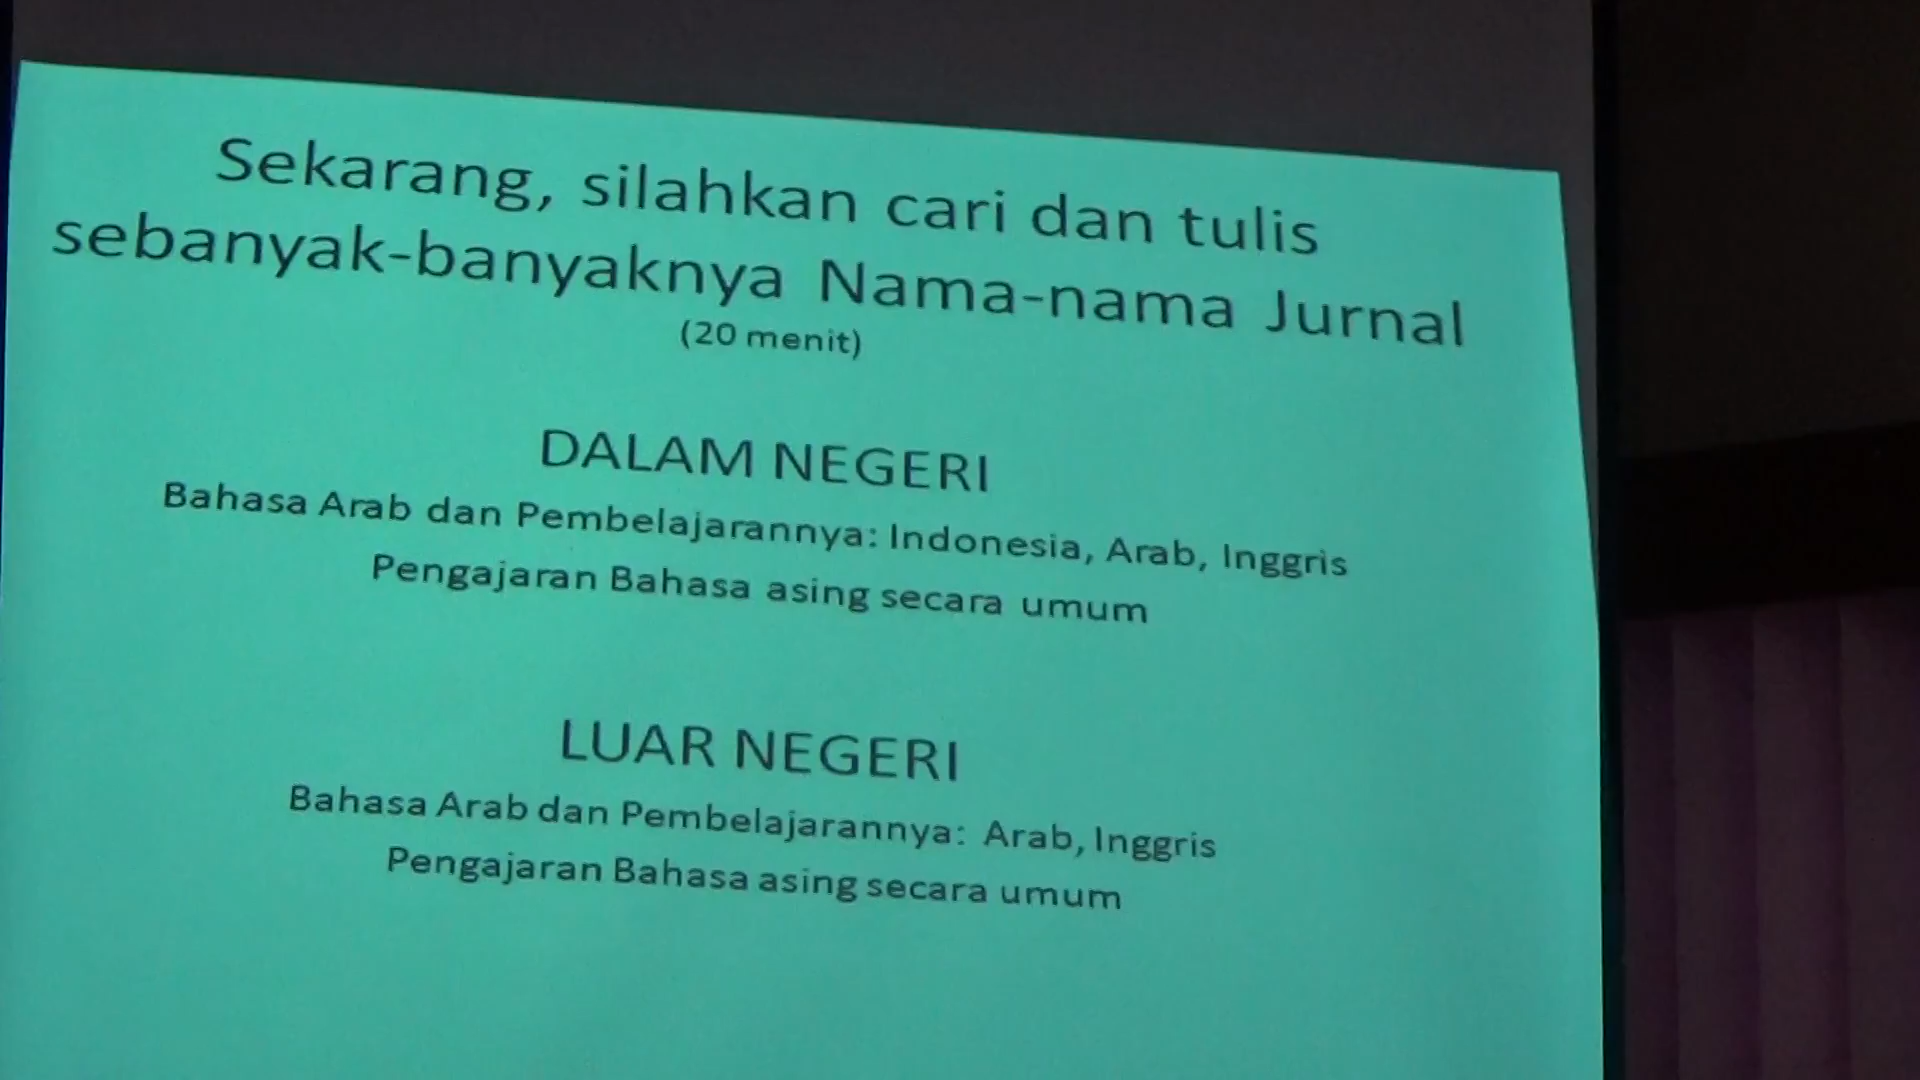 Sekarang, silahkan cari dan tulis
sebanyak-banyaknya Nama-nama Jurnal
(20 menit)
DALAM NEGERI
Bahasa Arab dan Pembelajarannya: Indonesia, Arab, Inggris
Pengajaran Bahasa asing secara umum
LUAR NEGERI
Bahasa Arab dan Pembelajarannya: Arab, Inggris
Pengajaran Bahasa asing secara umum